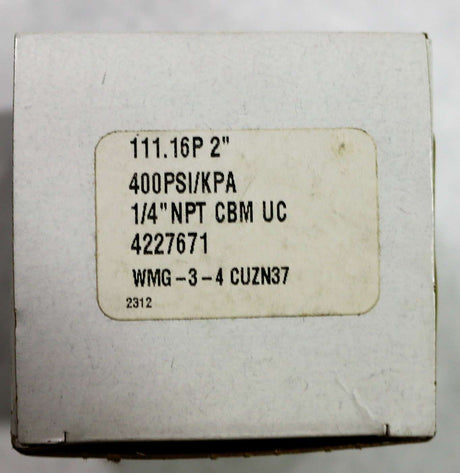 111.16P 2"
400PSI/KPA
1/4" NPT CBM UC
4227671
WMG-3-4 CUZN37
2312